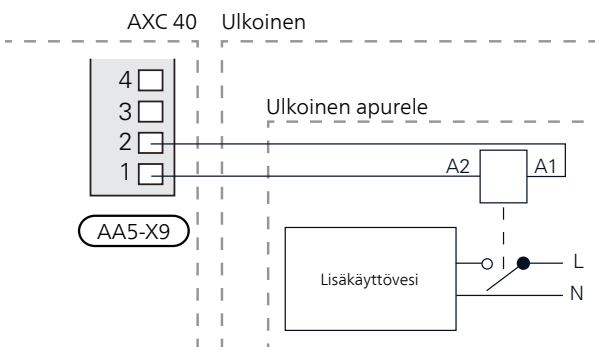 AXC 40 Ulkoinen
4
3
Ulkoinen apurele
2
1
A2 A1
AA5-X9
Lisäkäyttövesi
L
N